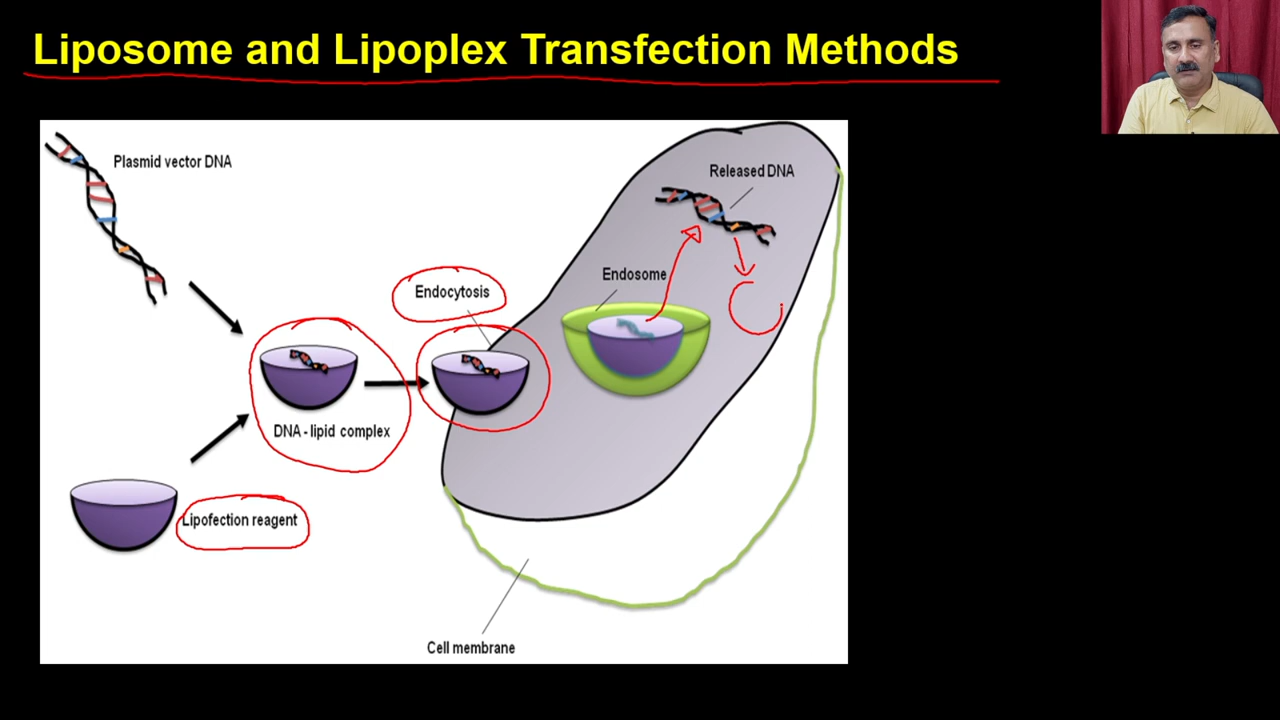 Liposome and Lipoplex Transfection Methods
Plasmid vector DNA
Released DNA
Endosome
Endocytosis
DNA - lipid complex
Lipofection reagent
Cell membrane